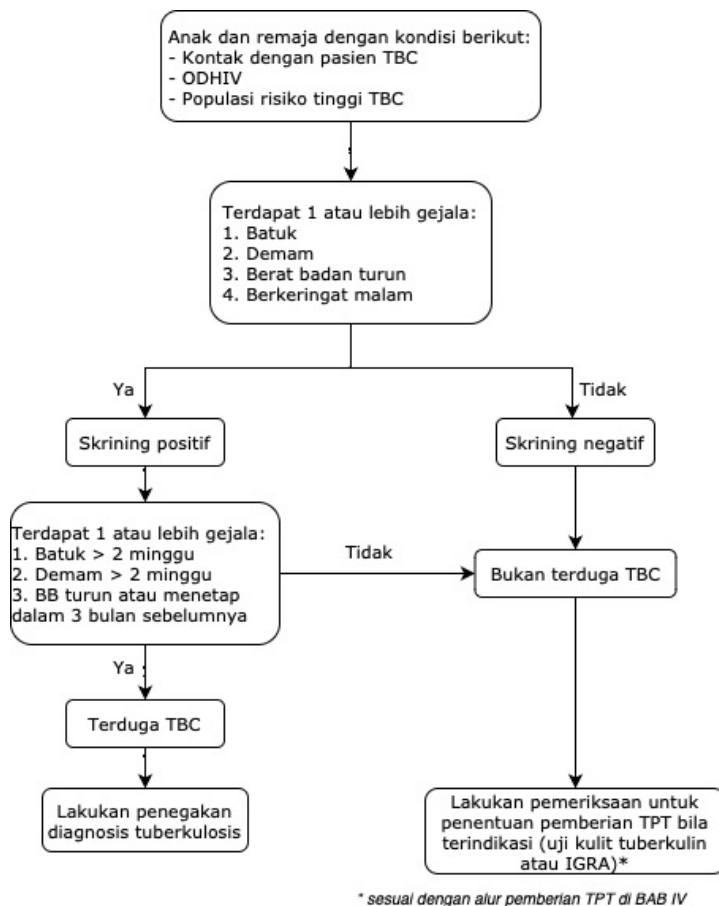 Anak dan remaja dengan kondisi berikut:
- Kontak dengan pasien TBC
- ODHIV
- Populasi risiko tinggi TBC
Terdapat 1 atau lebih gejala:
1. Batuk
2. Demam
3. Berat badan turun
4. Berkeringat malam
Ya
Tidak
Skrining positif
Skrining negatif
Terdapat 1 atau lebih gejala:
1. Batuk > 2 minggu
2. Demam > 2 minggu
3. BB turun atau menetap
dalam 3 bulan sebelumnya
Tidak
Bukan terduga TBC
Ya
Terduga TBC
Lakukan penegakan
diagnosis tuberkulosis
Lakukan pemeriksaan untuk
penentuan pemberian TPT bila
terindikasi (uji kulit tuberkulin
atau IGRA)*
* sesuai dengan alur pemberian TPT di BAB IV